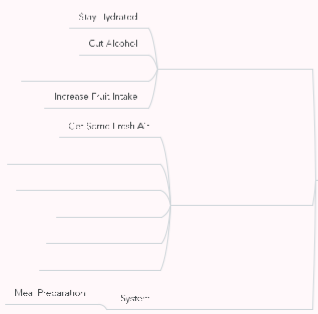 Stay Hydrated
Cut Alcohol
Increase Fruit Intake
Get Some Fresh Air
Meal Preparation
System